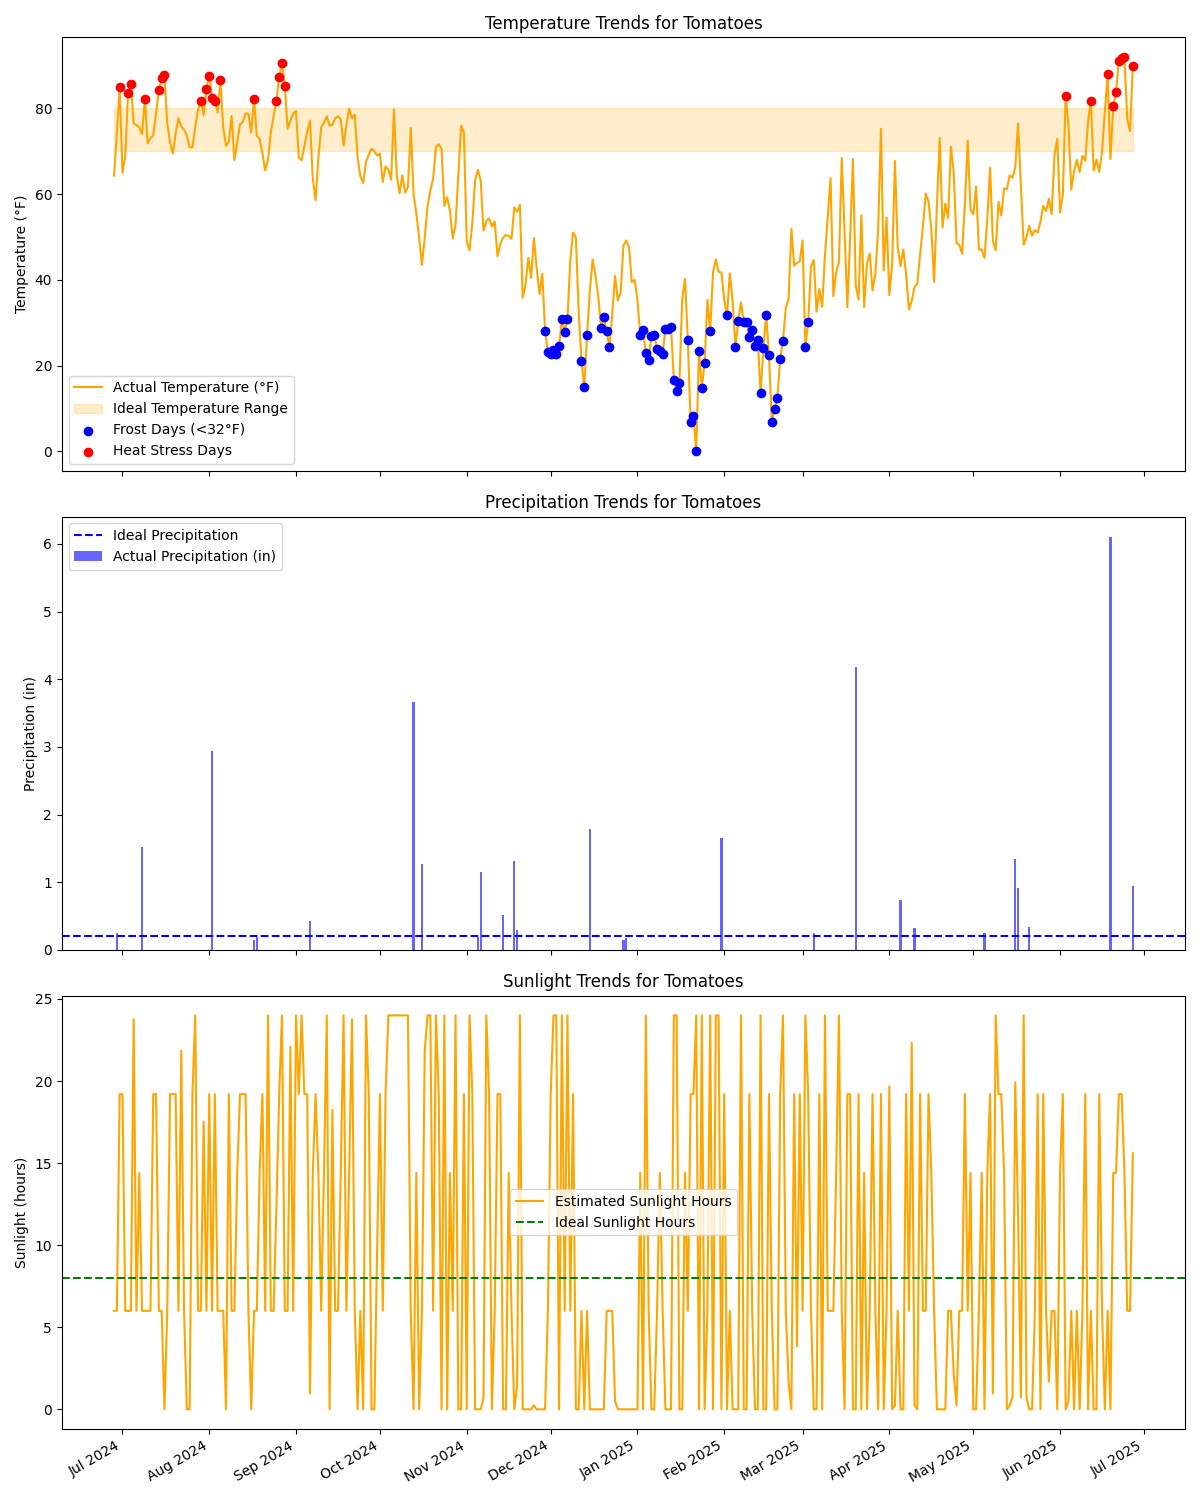 Temperature Trends for Tomatoes
80
60
40
20
0
Temperature (°F)
Actual Temperature (°F)
Ideal Temperature Range
Frost Days (<32°F)
Heat Stress Days
Precipitation Trends for Tomatoes
6
5
4
3
2
1
0
Precipitation (in)
Ideal Precipitation
Actual Precipitation (in)
Sunlight Trends for Tomatoes
25
20
15
10
5
0
Sunlight (hours)
Estimated Sunlight Hours
Ideal Sunlight Hours
Jul 2024
Aug 2024
Sep 2024
Oct 2024
Nov 2024
Dec 2024
Jan 2025
Feb 2025
Mar 2025
Apr 2025
May 2025
Jun 2025
Jul 2025